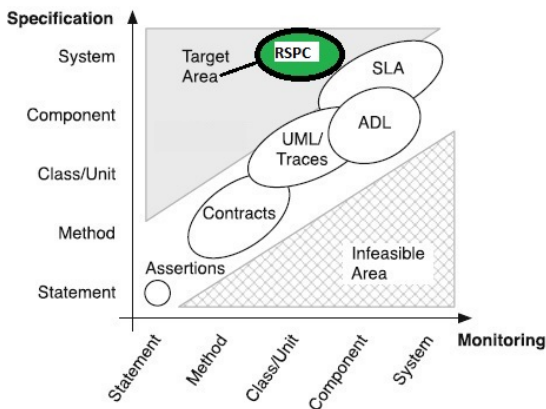 Specification
System
Component
Class/Unit
Method
Statement
Target
Area
RSPC
SLA
ADL
UML/
Traces
Contracts
Assertions
Infeasible
Area
Monitoring
Statement
Method
Class/Unit
Component
System